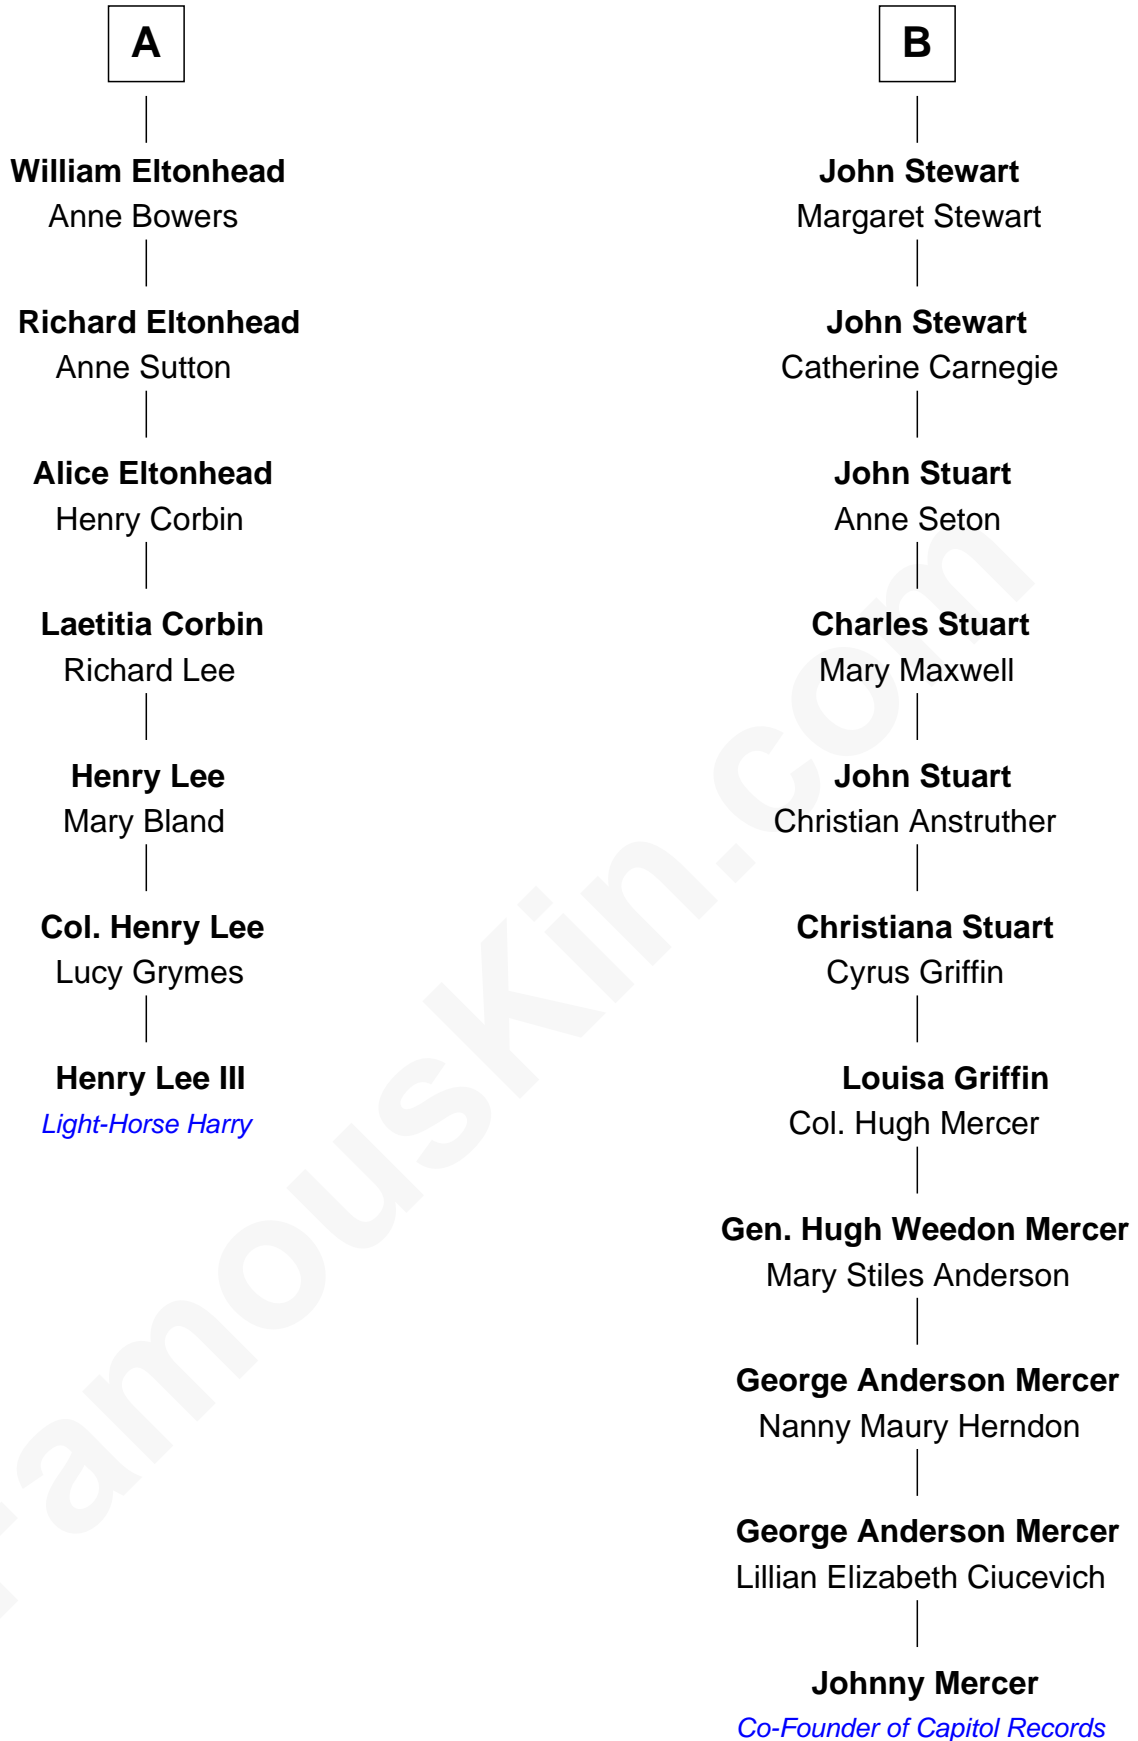 A
William Eltonhead
Anne Bowers
Richard Eltonhead
Anne Sutton
Alice Eltonhead
Henry Corbin
Laetitia Corbin
Richard Lee
Henry Lee
Mary Bland
Col. Henry Lee
Lucy Grymes
Henry Lee III
Light-Horse Harry
B
John Stewart
Margaret Stewart
John Stewart
Catherine Carnegie
John Stuart
Anne Seton
Charles Stuart
Mary Maxwell
John Stuart
Christian Anstruther
Christiana Stuart
Cyrus Griffin
Louisa Griffin
Col. Hugh Mercer
Gen. Hugh Weedon Mercer
Mary Stiles Anderson
George Anderson Mercer
Nanny Maury Herndon
George Anderson Mercer
Lillian Elizabeth Ciucevich
Johnny Mercer
Co-Founder of Capitol Records
FamousKin.com